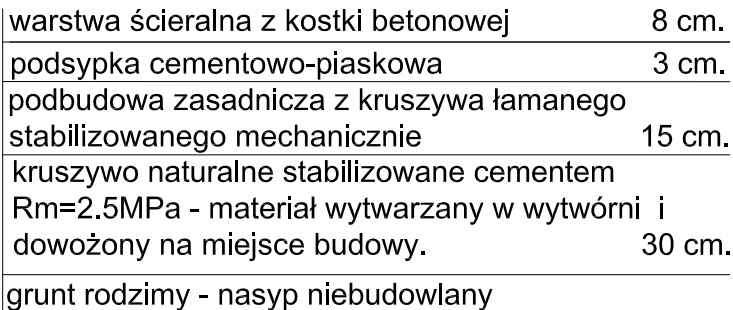 warstwa ścieralna z kostki betonowej 8 cm.
podsypka cementowo-piaskowa 3 cm.
podbudowa zasadnicza z kruszywa łamanego
stabilizowanego mechanicznie 15 cm.
kruszywo naturalne stabilizowane cementem
Rm=2.5MPa - materiał wytwarzany w wytwórni i
dowożony na miejsce budowy. 30 cm.
grunt rodzimy - nasyp niebudowlany